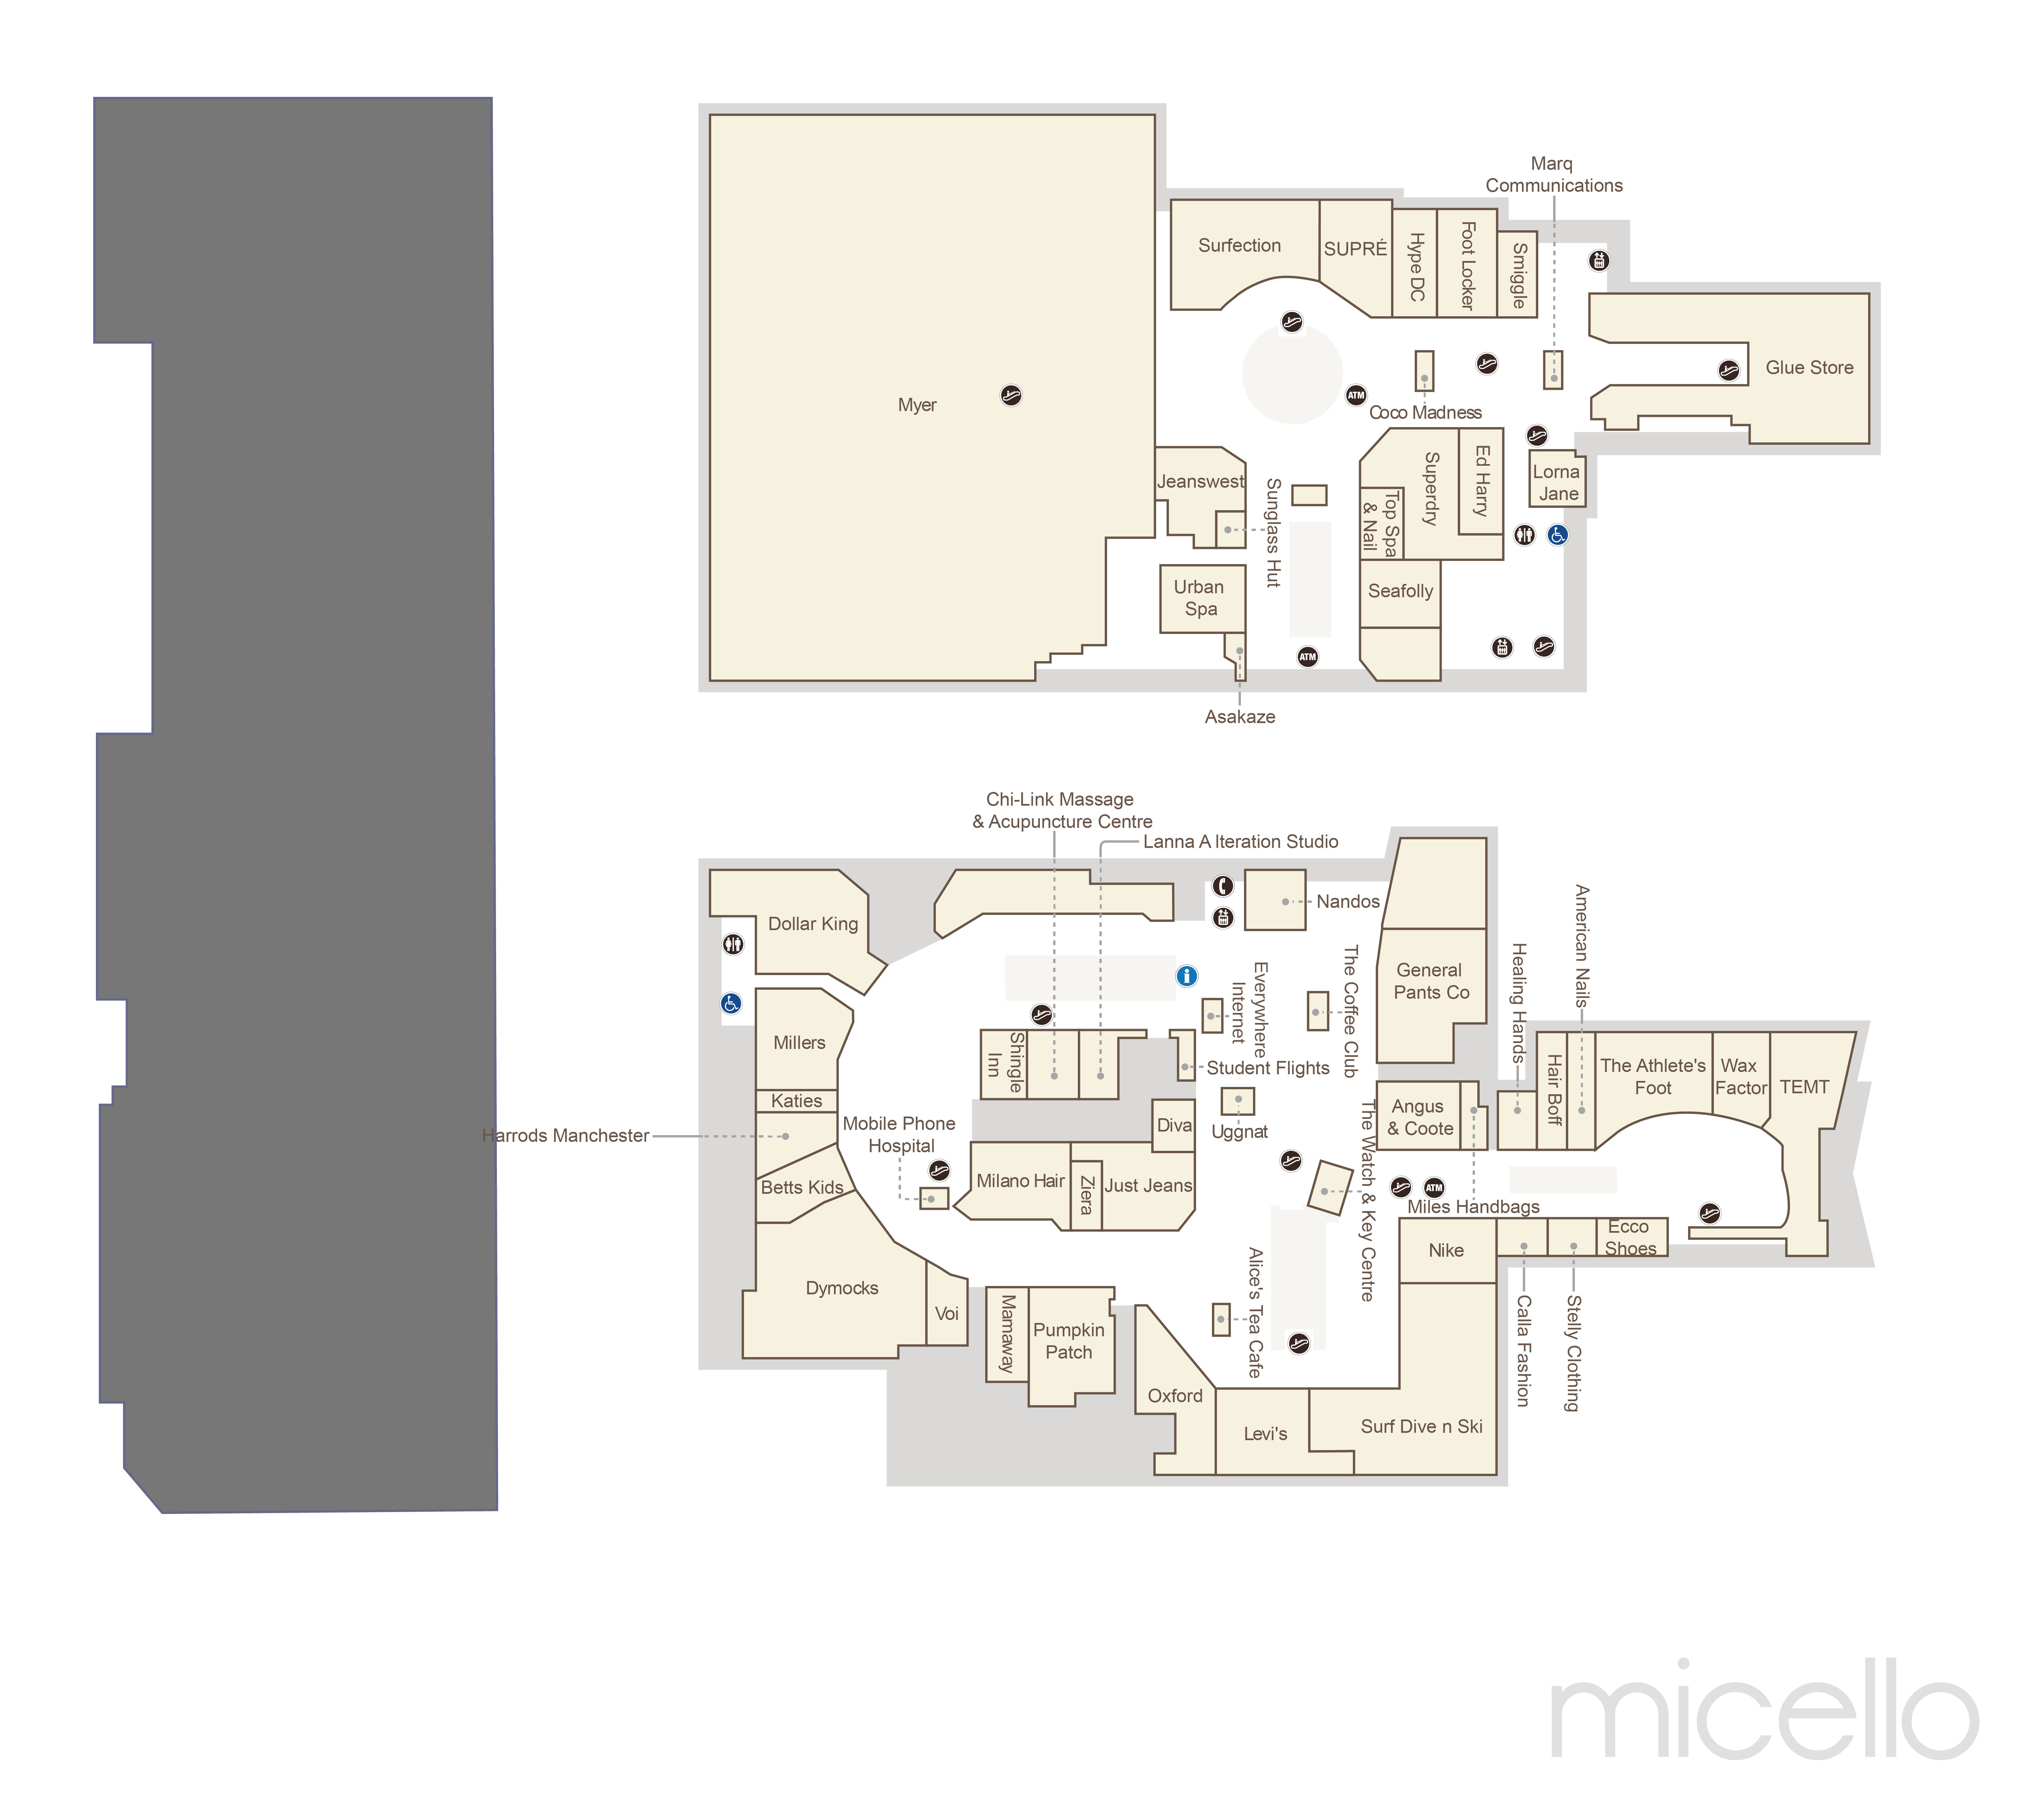 Marq
Communications
Surfection
SUPRÉ
Hype DC
Foot Locker
Smiggle
Glue Store
Myer
ATM
Coco Madness
Jeanswest
Sunglass Hut
Superdry
Ed Harry
Top Spa
& Nail
Lorna
Jane
Urban
Spa
Seafolly
ATM
Asakaze
Chi-Link Massage
& Acupuncture Centre
Lanna A lteration Studio
Dollar King
Nandos
American Nails
General
Pants Co
Healing Hands
The Coffee Club
Everywhere
Internet
Millers
Shingle
Inn
Student Flights
Hair Boff
The Athlete's
Foot
Wax
Factor
TEMT
Katies
Angus
& Coote
Harrods Manchester
Mobile Phone
Hospital
Diva
Uggnat
The Watch & Key Centre
Betts Kids
Milano Hair
Ziera
Just Jeans
ATM
Miles Handbags
Nike
Ecco
Shoes
Dymocks
Voi
Mamaway
Pumpkin
Patch
Alice's Tea Cafe
Calla Fashion
Stelly Clothing
Oxford
Levi's
Surf Dive n Ski
micello